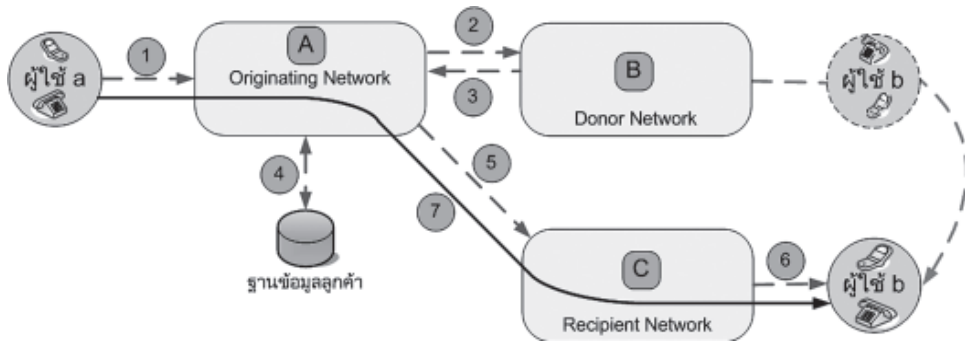 ผู้ใช้ a
1
A
Originating Network
2
3
B
Donor Network
ผู้ใช้ b
4
5
7
ฐานข้อมูลลูกค้า
C
Recipient Network
6
ผู้ใช้ b